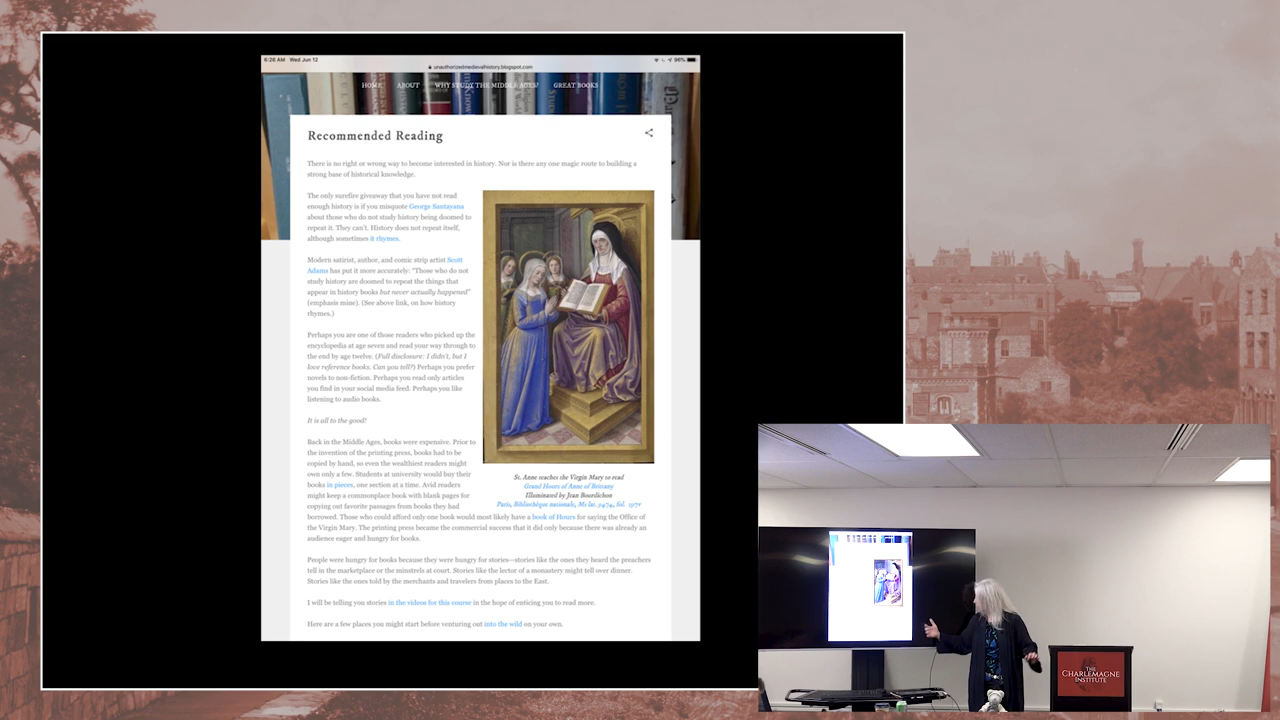 6:26 AM Wed Jun 12
unauthorizedmedievalhistory.blogspot.com
96%
HOME ABOUT WHY STUDY THE MIDDLE AGES? GREAT BOOKS
Recommended Reading
There is no right or wrong way to become interested in history. Nor is there any one magic route to building a
strong base of historical knowledge.
The only surefire giveaway that you have not read
enough history is if you misquote George Santayana
about those who do not study history being doomed to
repeat it. They can't. History does not repeat itself,
although sometimes it rhymes.
Modern satirist, author, and comic strip artist Scott
Adams has put it more accurately: "Those who do not
study history are doomed to repeat the things that
appear in history books but never actually happened"
(emphasis mine). (See above link, on how history
rhymes.)
Perhaps you are one of those readers who picked up the
encyclopedia at age seven and read your way through to
the end by age twelve. (Full disclosure: I didn't, but I
love reference books. Can you tell?) Perhaps you prefer
novels to non-fiction. Perhaps you read only articles
you find in your social media feed. Perhaps you like
listening to audio books.
It is all to the good!
Back in the Middle Ages, books were expensive. Prior to
the invention of the printing press, books had to be
copied by hand, so even the wealthiest readers might
own only a few. Students at university would buy their
books in pieces, one section at a time. Avid readers
might keep a commonplace book with blank pages for
copying out favorite passages from books they had
borrowed. Those who could afford only one book would most likely have a book of Hours for saying the Office of
the Virgin Mary. The printing press became the commercial success that it did only because there was already an
audience eager and hungry for books.
St. Anne teaches the Virgin Mary to read
Grand Hours of Anne of Brittany
Illuminated by Jean Bourdichon
Paris, Bibliothèque nationale, Ms lat. 9474, fol. 197v
People were hungry for books because they were hungry for stories—stories like the ones they heard the preachers
tell in the marketplace or the minstrels at court. Stories like the lector of a monastery might tell over dinner.
Stories like the ones told by the merchants and travelers from places to the East.
I will be telling you stories in the videos for this course in the hope of enticing you to read more.
Here are a few places you might start before venturing out into the wild on your own.
THE
CHARLEMAGNE
INSTITUTE